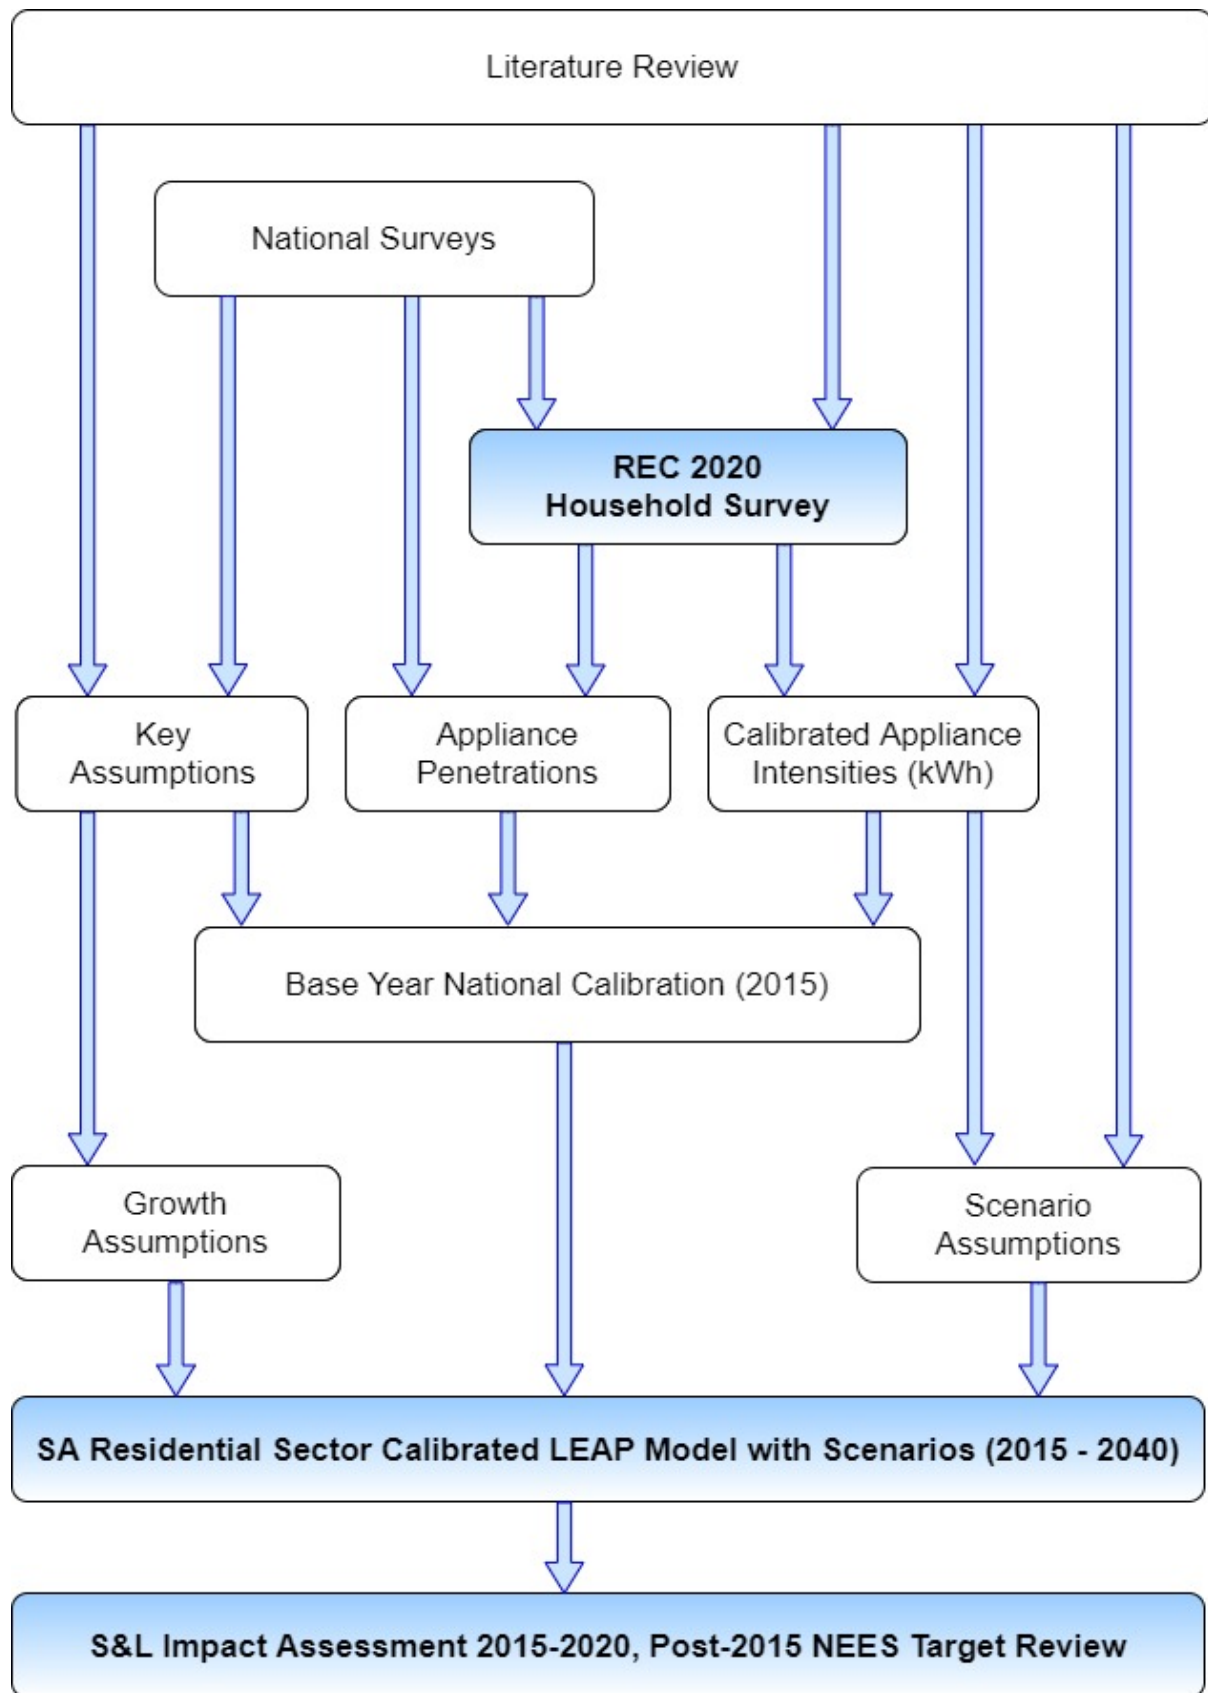 Literature Review
National Surveys
REC 2020
Household Survey
Key
Assumptions
Appliance
Penetrations
Calibrated Appliance
Intensities (kWh)
Base Year National Calibration (2015)
Growth
Assumptions
Scenario
Assumptions
SA Residential Sector Calibrated LEAP Model with Scenarios (2015 - 2040)
S&L Impact Assessment 2015-2020, Post-2015 NEES Target Review